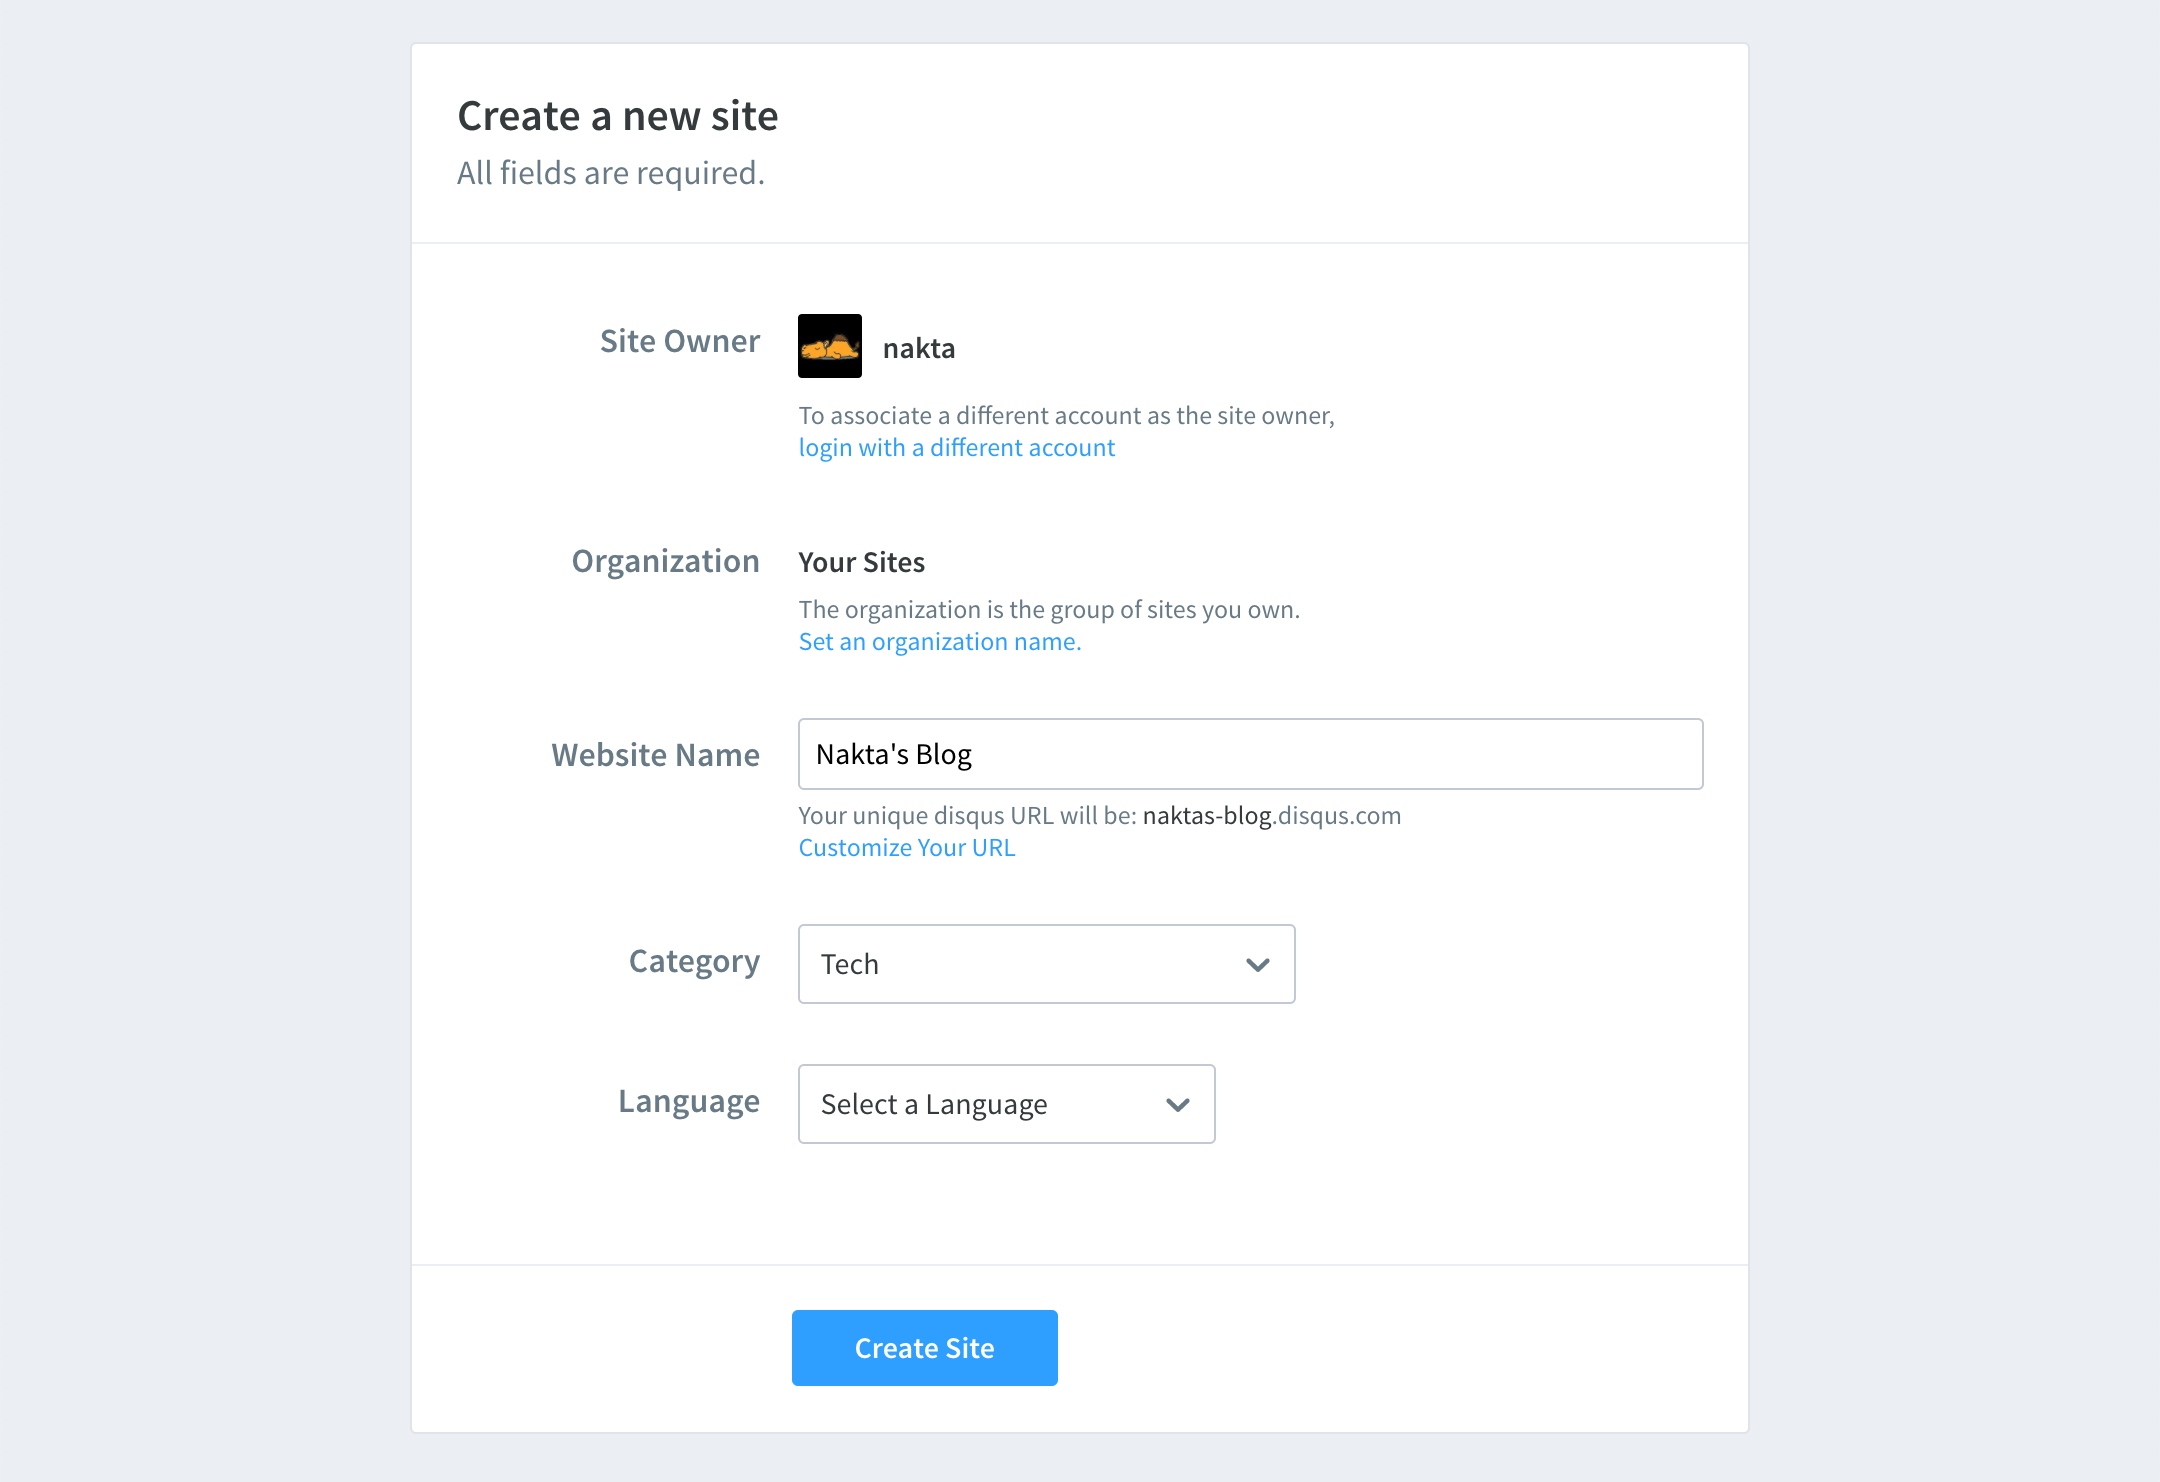 Create a new site
All fields are required.
Site Owner
nakta
To associate a different account as the site owner,
login with a different account
Organization
Your Sites
The organization is the group of sites you own.
Set an organization name.
Website Name
Nakta's Blog
Your unique disqus URL will be: naktas-blog.disqus.com
Customize Your URL
Category
Tech
Language
Select a Language
Create Site